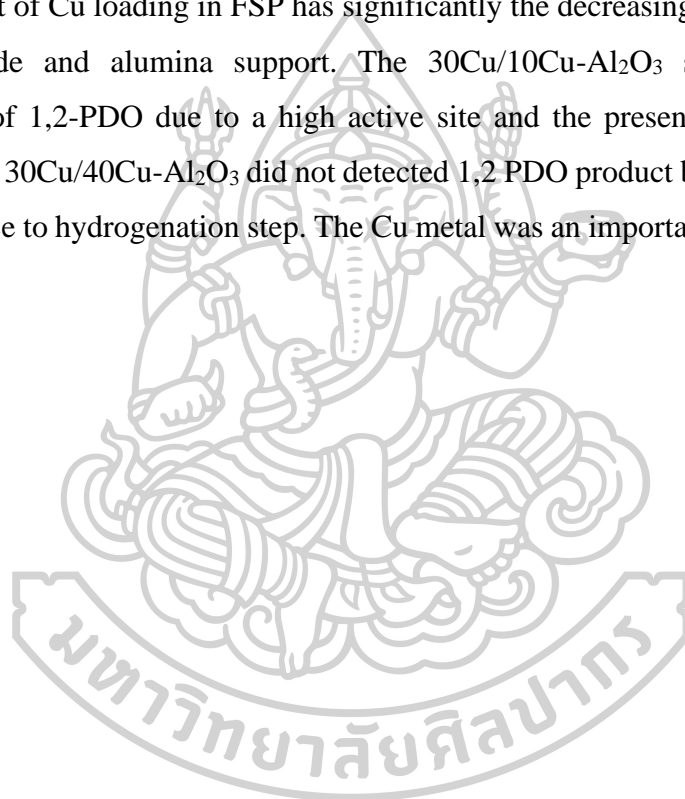 t of Cu loading in FSP has significantly the decreasing
de and alumina support. The 30Cu/10Cu-Al₂O₃ s
of 1,2-PDO due to a high active site and the presen
30Cu/40Cu-Al₂O₃ did not detected 1,2 PDO product b
e to hydrogenation step. The Cu metal was an importa
มหาวิทยาลัยศิลปากร